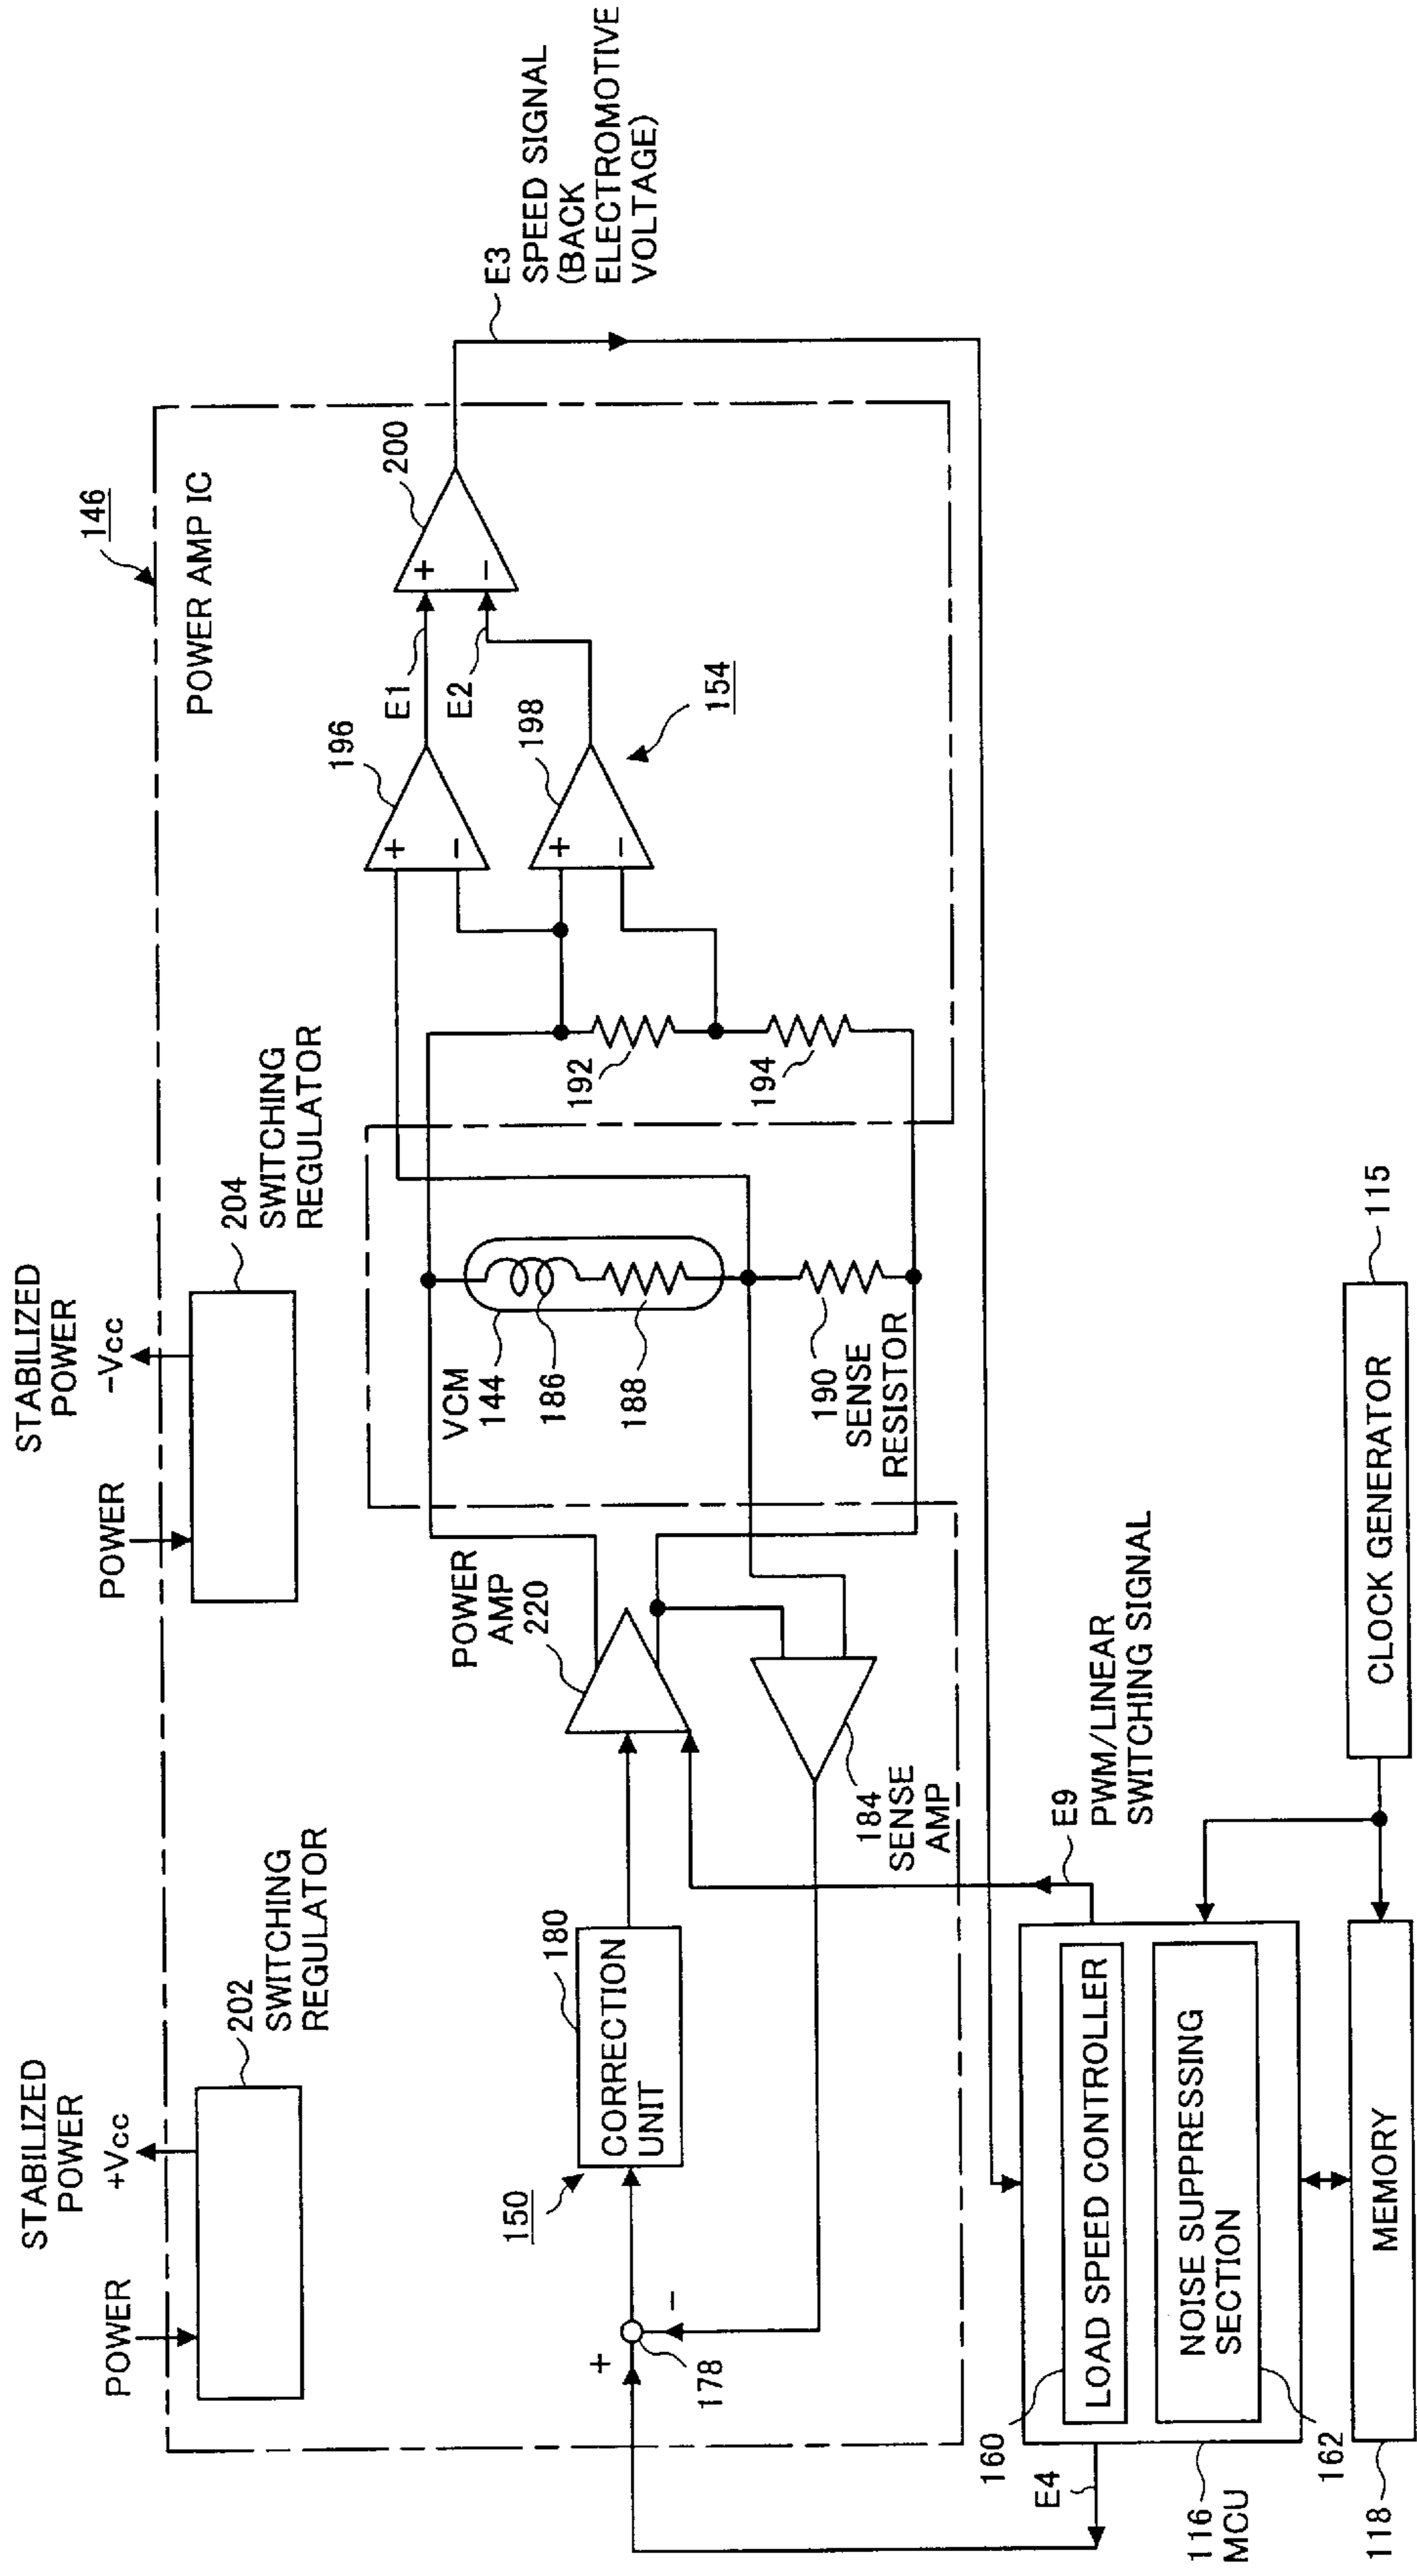 146
POWER AMP IC
STABILIZED
POWER
POWER
+Vcc
202
SWITCHING
REGULATOR
STABILIZED
POWER
POWER
-Vcc
204
SWITCHING
REGULATOR
150
+
-
178
CORRECTION
UNIT
180
POWER
AMP
220
184
SENSE
AMP
VCM
144
186
188
190
SENSE
RESISTOR
192
194
196
+
-
198
+
-
154
E1
E2
200
+
-
E3
SPEED SIGNAL
(BACK
ELECTROMOTIVE
VOLTAGE)
E4
E9
PWM/LINEAR
SWITCHING SIGNAL
160
LOAD SPEED CONTROLLER
NOISE SUPPRESSING
SECTION
162
116
MCU
118
MEMORY
CLOCK GENERATOR
115